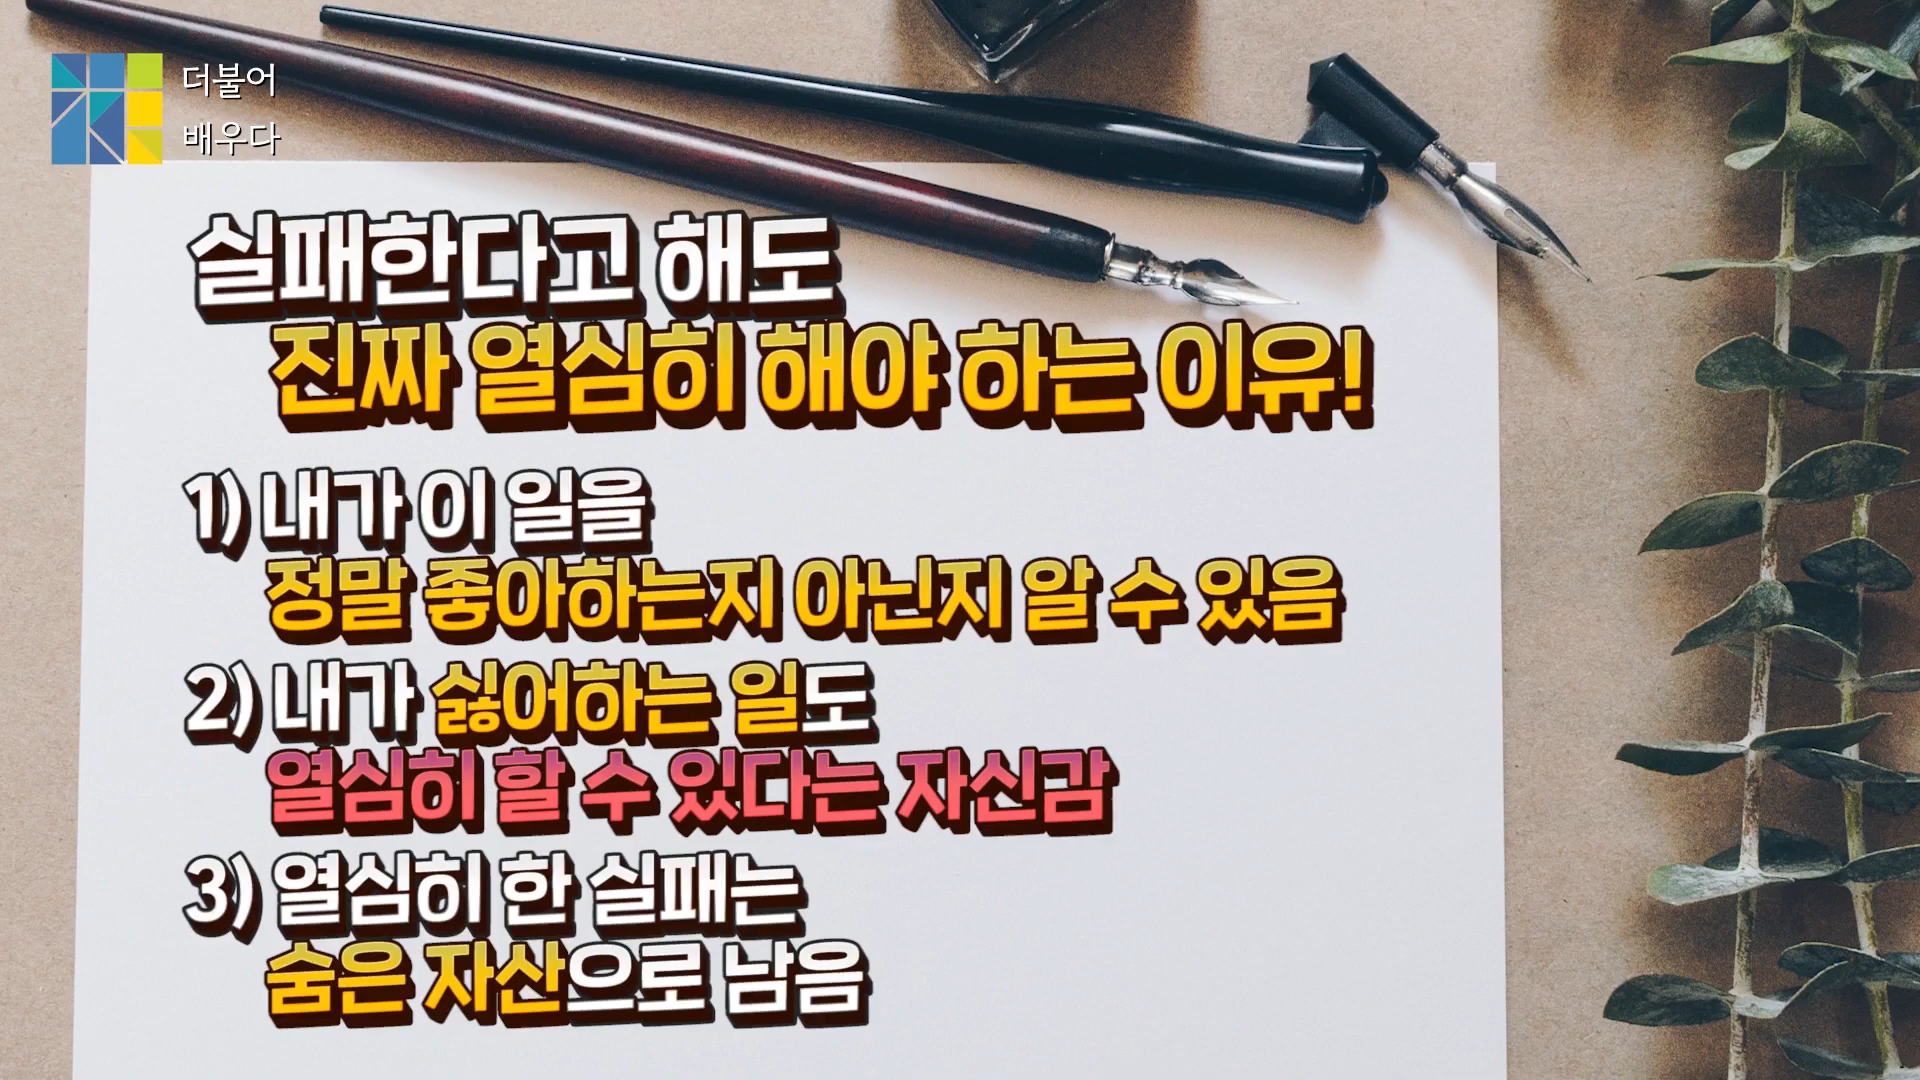 더불어
배우다
실패한다고 해도
진짜 열심히 해야 하는 이유!
1) 내가 이 일을
정말 좋아하는지 아닌지 알 수 있음
2) 내가 싫어하는 일도
열심히 할 수 있다는 자신감
3) 열심히 한 실패는
숨은 자산으로 남음